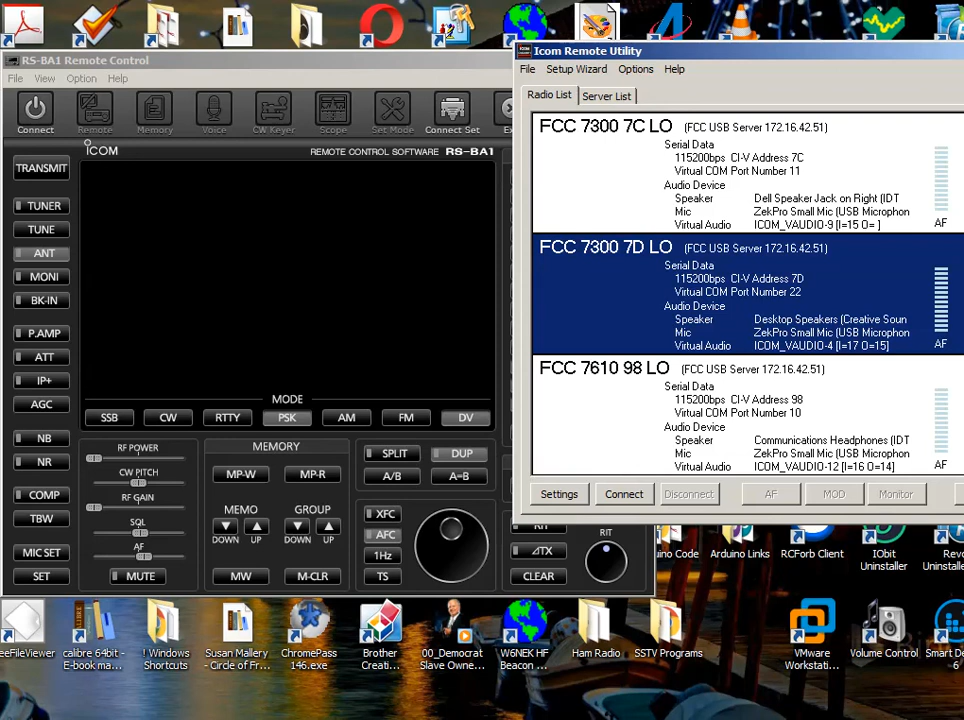 RS-BA1 Remote Control
File View Option Help
Connect Remote Memory Voice CW Keyer Scope Set Mode Connect Set
ICOM REMOTE CONTROL SOFTWARE RS-BA1
TRANSMIT
TUNER
TUNE
ANT
MONI
BK-IN
P.AMP
ATT
IP+
AGC
NB
NR
COMP
TBW
MIC SET
SET
MODE
SSB CW RTTY PSK AM FM DV
RF POWER
CW PITCH
RF GAIN
SQL
AF
MUTE
MEMORY
MP-W MP-R
MEMO GROUP
DOWN UP DOWN UP
MW M-CLR
SPLIT DUP
A/B A=B
XFC
AFC
1Hz
TS
RIT
⊿TX
CLEAR
Icom Remote Utility
File Setup Wizard Options Help
Radio List Server List
FCC 7300 7C LO (FCC USB Server 172.16.42.51)
Serial Data
115200bps CI-V Address 7C
Virtual COM Port Number 11
Audio Device
Speaker Dell Speaker Jack on Right (IDT
Mic ZekPro Small Mic (USB Microphon
Virtual Audio ICOM_VAUDIO-9 [I=15 O= ]
AF
FCC 7300 7D LO (FCC USB Server 172.16.42.51)
Serial Data
115200bps CI-V Address 7D
Virtual COM Port Number 22
Audio Device
Speaker Desktop Speakers (Creative Soun
Mic ZekPro Small Mic (USB Microphon
Virtual Audio ICOM_VAUDIO-4 [I=17 O=15]
AF
FCC 7610 98 LO (FCC USB Server 172.16.42.51)
Serial Data
115200bps CI-V Address 98
Virtual COM Port Number 10
Audio Device
Speaker Communications Headphones (IDT
Mic ZekPro Small Mic (USB Microphon
Virtual Audio ICOM_VAUDIO-12 [I=16 O=14]
AF
Settings Connect Disconnect AF MOD Monitor
ino Code
Arduino Links
RCForb Client
IObit
Uninstaller
Revo
Uninstalle
eeFileViewer
calibre 64bit -
E-book ma...
! Windows
Shortcuts
Susan Mallery
- Circle of Fr...
ChromePass
146.exe
Brother
Creati...
00_Democrat
Slave Owne...
W6NEK HF
Beacon ...
Ham Radio
SSTV Programs
VMware
Workstati...
Volume Control
Smart De
6